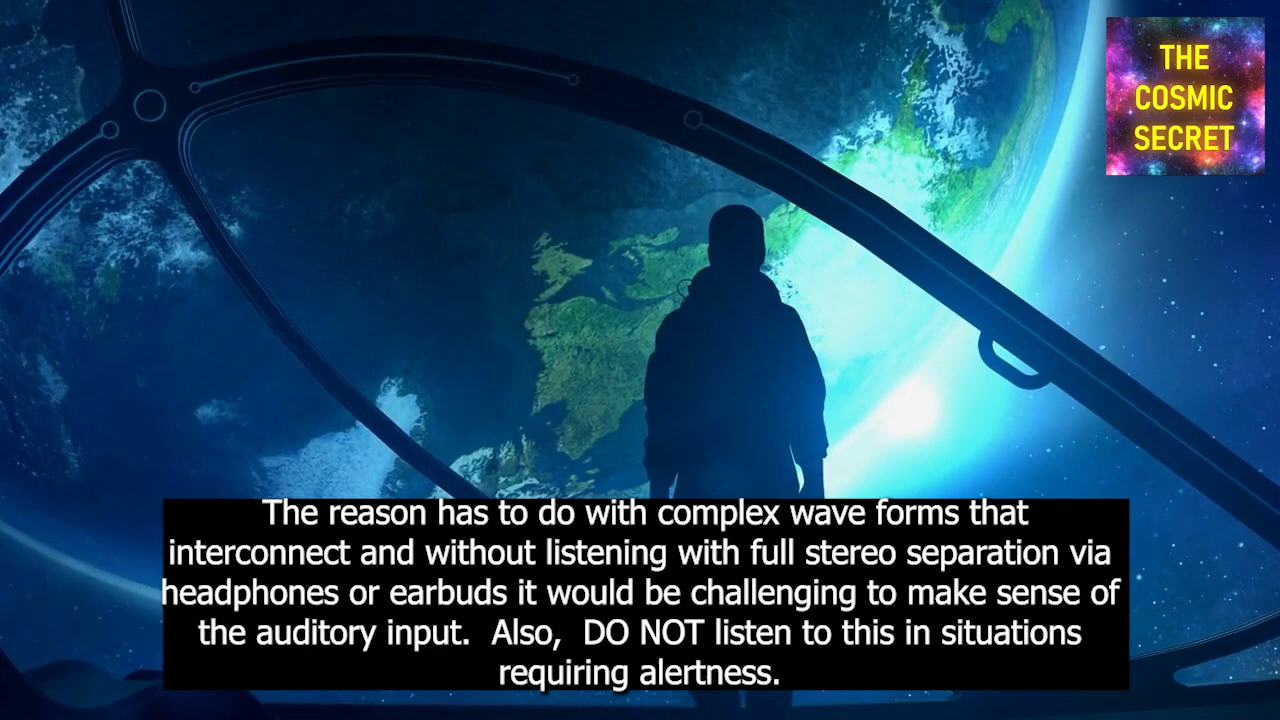 THE
COSMIC
SECRET
The reason has to do with complex wave forms that
interconnect and without listening with full stereo separation via
headphones or earbuds it would be challenging to make sense of
the auditory input.  Also,  DO NOT listen to this in situations
requiring alertness.